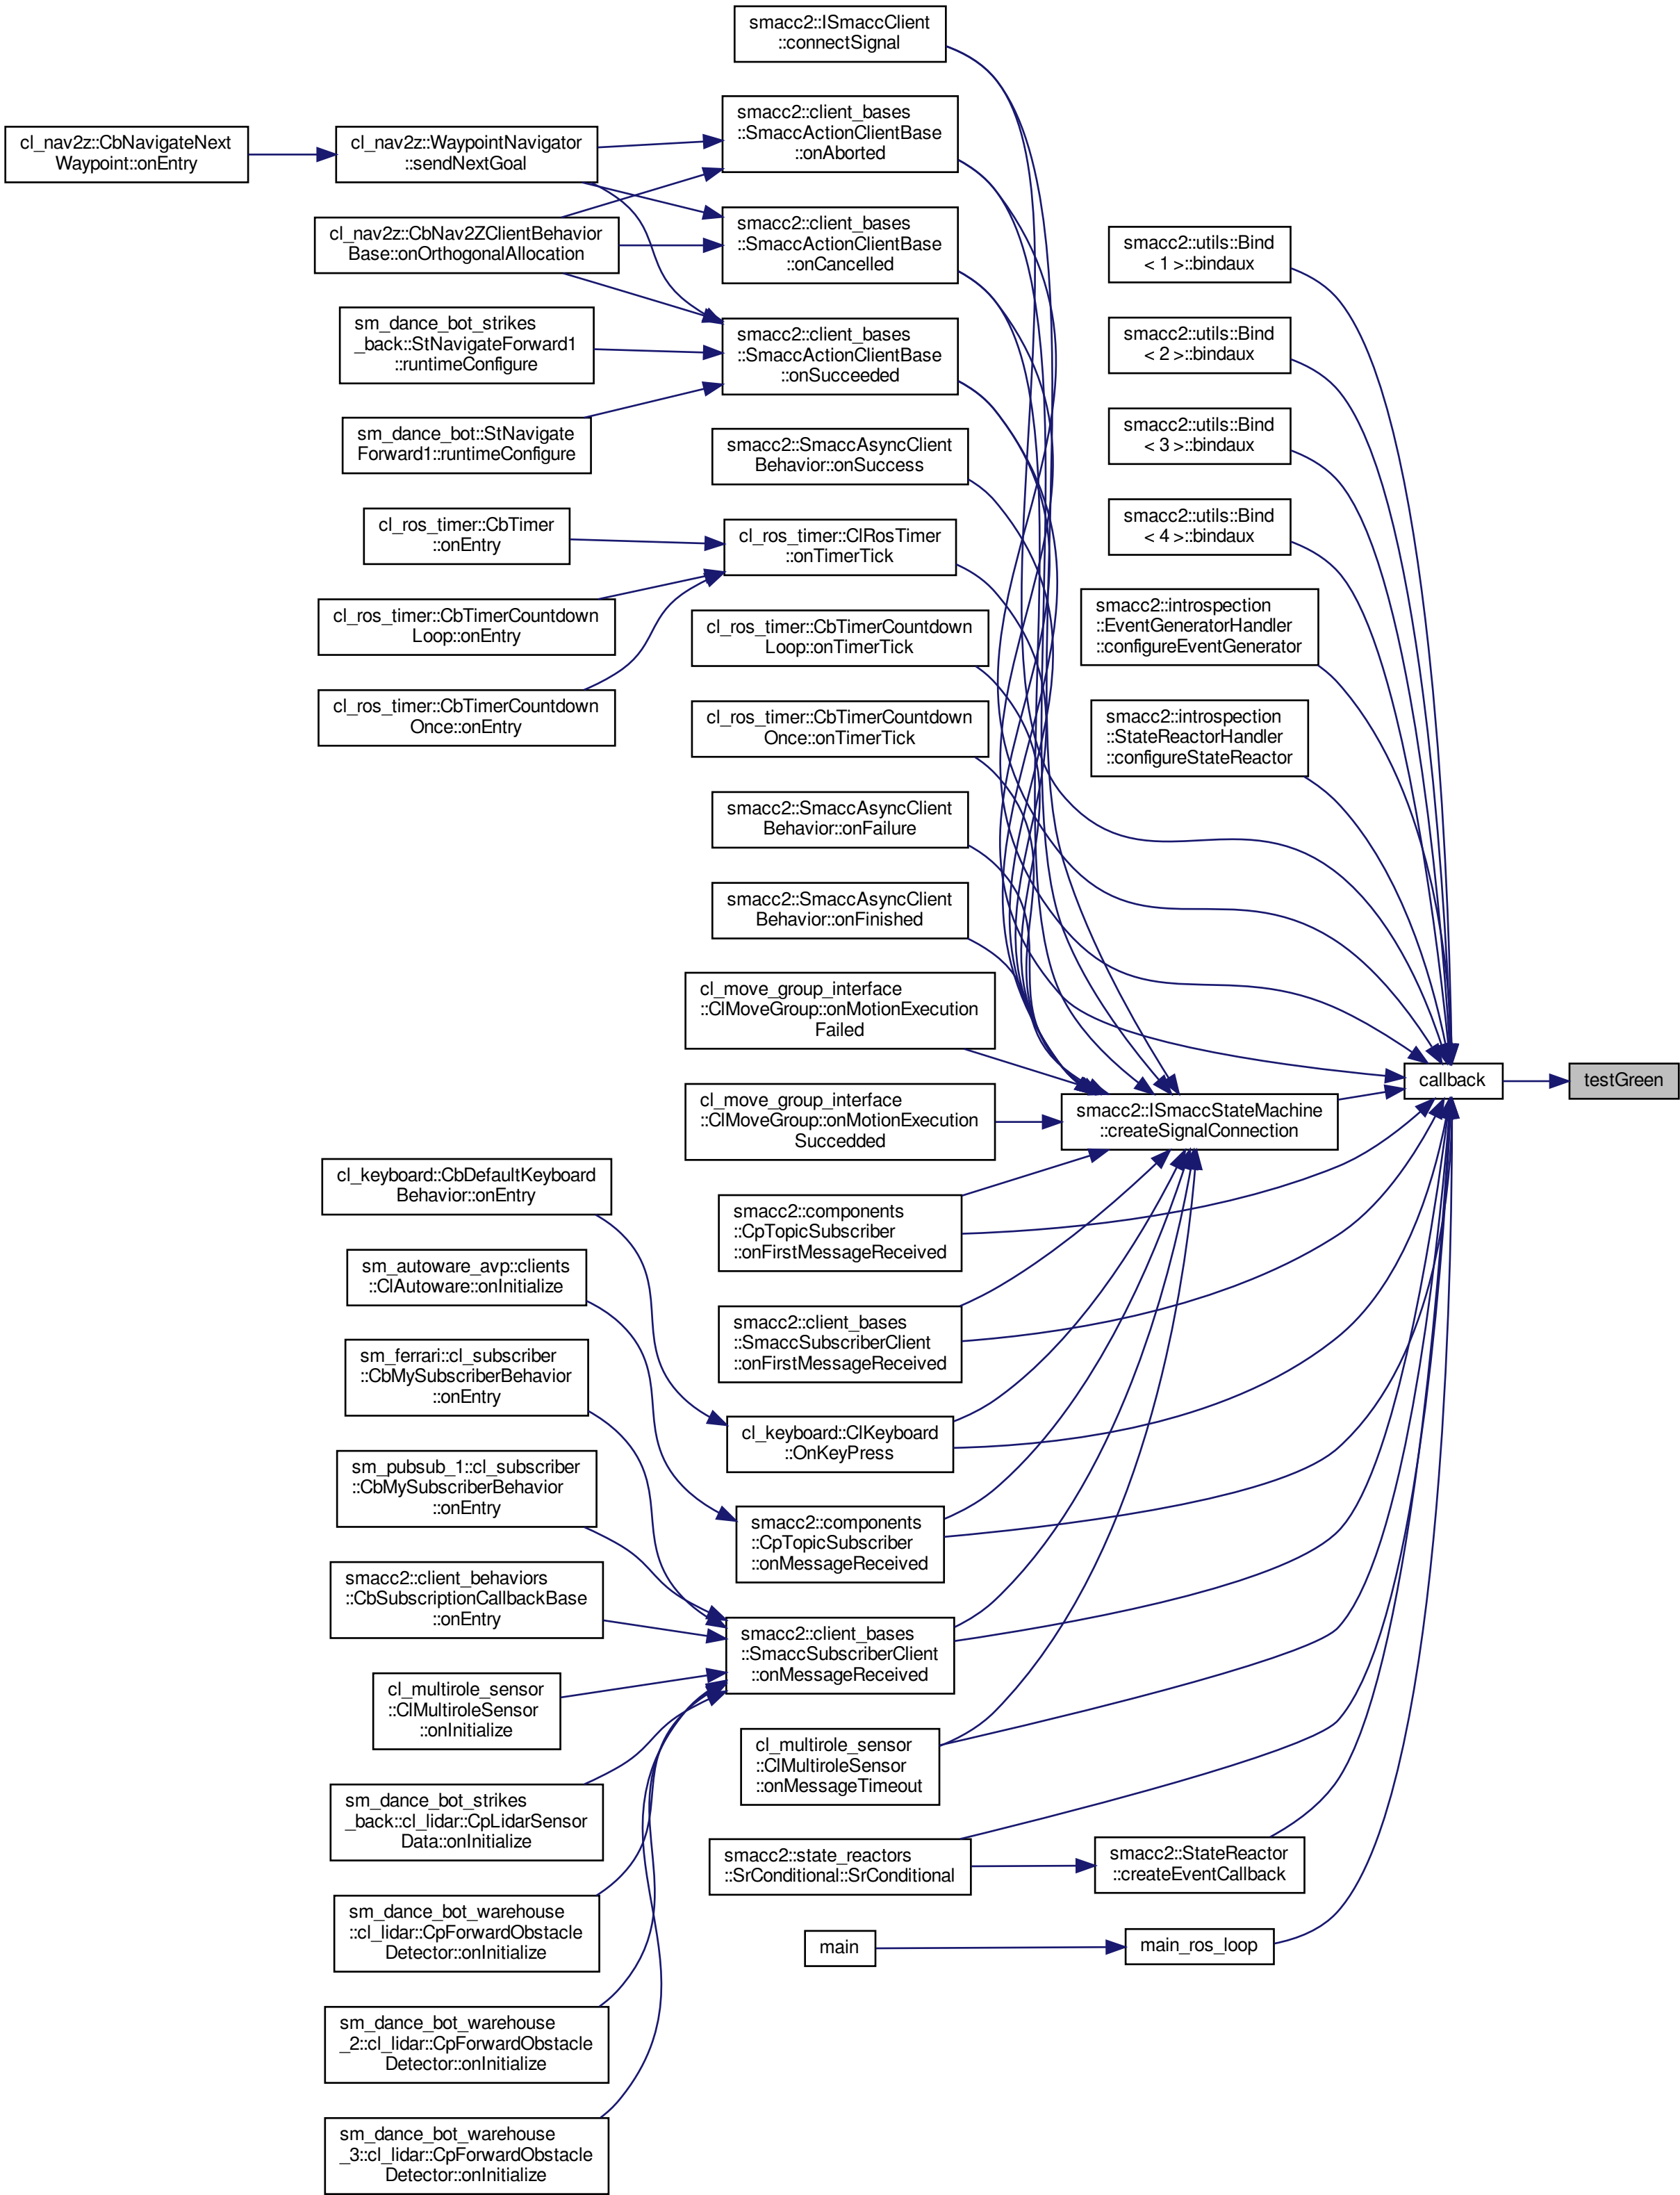 smacc2::ISmaccClient
::connectSignal
smacc2::client_bases
::SmaccActionClientBase
::onAborted
cl_nav2z::CbNavigateNext
Waypoint::onEntry
cl_nav2z::WaypointNavigator
::sendNextGoal
smacc2::client_bases
::SmaccActionClientBase
::onCancelled
cl_nav2z::CbNav2ZClientBehavior
Base::onOrthogonalAllocation
smacc2::utils::Bind
< 1 >::bindaux
sm_dance_bot_strikes
_back::StNavigateForward1
::runtimeConfigure
smacc2::client_bases
::SmaccActionClientBase
::onSucceeded
smacc2::utils::Bind
< 2 >::bindaux
sm_dance_bot::StNavigate
Forward1::runtimeConfigure
smacc2::SmaccAsyncClient
Behavior::onSuccess
smacc2::utils::Bind
< 3 >::bindaux
cl_ros_timer::CbTimer
::onEntry
cl_ros_timer::ClRosTimer
::onTimerTick
smacc2::utils::Bind
< 4 >::bindaux
cl_ros_timer::CbTimerCountdown
Loop::onEntry
cl_ros_timer::CbTimerCountdown
Loop::onTimerTick
smacc2::introspection
::EventGeneratorHandler
::configureEventGenerator
cl_ros_timer::CbTimerCountdown
Once::onEntry
cl_ros_timer::CbTimerCountdown
Once::onTimerTick
smacc2::introspection
::StateReactorHandler
::configureStateReactor
smacc2::SmaccAsyncClient
Behavior::onFailure
smacc2::SmaccAsyncClient
Behavior::onFinished
cl_move_group_interface
::ClMoveGroup::onMotionExecution
Failed
callback
testGreen
cl_move_group_interface
::ClMoveGroup::onMotionExecution
Succedded
smacc2::ISmaccStateMachine
::createSignalConnection
cl_keyboard::CbDefaultKeyboard
Behavior::onEntry
smacc2::components
::CpTopicSubscriber
::onFirstMessageReceived
sm_autoware_avp::clients
::ClAutoware::onInitialize
smacc2::client_bases
::SmaccSubscriberClient
::onFirstMessageReceived
sm_ferrari::cl_subscriber
::CbMySubscriberBehavior
::onEntry
cl_keyboard::ClKeyboard
::OnKeyPress
sm_pubsub_1::cl_subscriber
::CbMySubscriberBehavior
::onEntry
smacc2::components
::CpTopicSubscriber
::onMessageReceived
smacc2::client_behaviors
::CbSubscriptionCallbackBase
::onEntry
smacc2::client_bases
::SmaccSubscriberClient
::onMessageReceived
cl_multirole_sensor
::ClMultiroleSensor
::onInitialize
cl_multirole_sensor
::ClMultiroleSensor
::onMessageTimeout
sm_dance_bot_strikes
_back::cl_lidar::CpLidarSensor
Data::onInitialize
smacc2::state_reactors
::SrConditional::SrConditional
smacc2::StateReactor
::createEventCallback
sm_dance_bot_warehouse
::cl_lidar::CpForwardObstacle
Detector::onInitialize
main
main_ros_loop
sm_dance_bot_warehouse
_2::cl_lidar::CpForwardObstacle
Detector::onInitialize
sm_dance_bot_warehouse
_3::cl_lidar::CpForwardObstacle
Detector::onInitialize